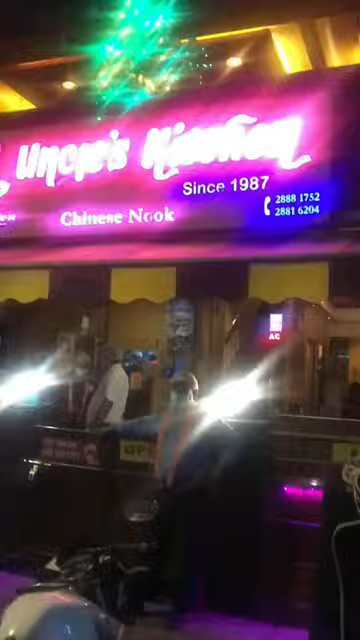 Uncle's Kitchen
Since 1987
Chinese Nook
2888 1752
2881 6204
AC